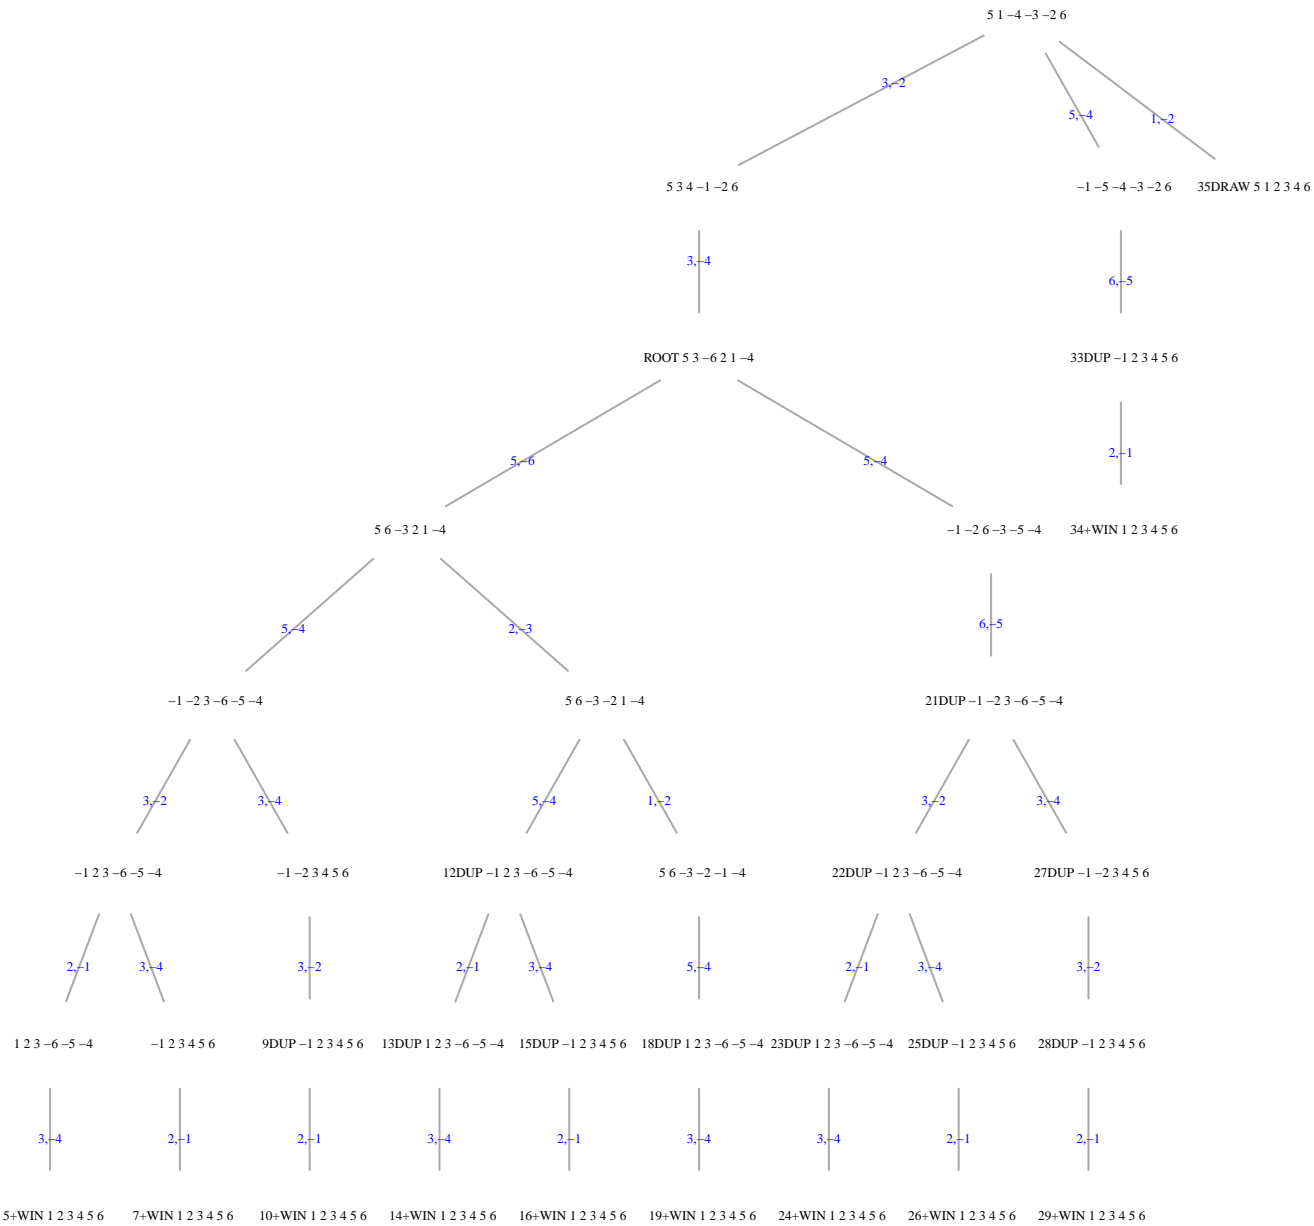 5 1 −4 −3 −2 6
3,−2
5,−4
1,−2
5 3 4 −1 −2 6
−1 −5 −4 −3 −2 6
35DRAW 5 1 2 3 4 6
3,−4
6,−5
ROOT 5 3 −6 2 1 −4
33DUP −1 2 3 4 5 6
5,−6
5,−4
2,−1
5 6 −3 2 1 −4
−1 −2 6 −3 −5 −4
34+WIN 1 2 3 4 5 6
5,−4
2,−3
6,−5
−1 −2 3 −6 −5 −4
5 6 −3 −2 1 −4
21DUP −1 −2 3 −6 −5 −4
3,−2
3,−4
5,−4
1,−2
3,−2
3,−4
−1 2 3 −6 −5 −4
−1 −2 3 4 5 6
12DUP −1 2 3 −6 −5 −4
5 6 −3 −2 −1 −4
22DUP −1 2 3 −6 −5 −4
27DUP −1 −2 3 4 5 6
2,−1
3,−4
3,−2
2,−1
3,−4
5,−4
2,−1
3,−4
3,−2
1 2 3 −6 −5 −4
−1 2 3 4 5 6
9DUP −1 2 3 4 5 6
13DUP 1 2 3 −6 −5 −4
15DUP −1 2 3 4 5 6
18DUP 1 2 3 −6 −5 −4
23DUP 1 2 3 −6 −5 −4
25DUP −1 2 3 4 5 6
28DUP −1 2 3 4 5 6
3,−4
2,−1
2,−1
3,−4
2,−1
3,−4
3,−4
2,−1
2,−1
5+WIN 1 2 3 4 5 6
7+WIN 1 2 3 4 5 6
10+WIN 1 2 3 4 5 6
14+WIN 1 2 3 4 5 6
16+WIN 1 2 3 4 5 6
19+WIN 1 2 3 4 5 6
24+WIN 1 2 3 4 5 6
26+WIN 1 2 3 4 5 6
29+WIN 1 2 3 4 5 6